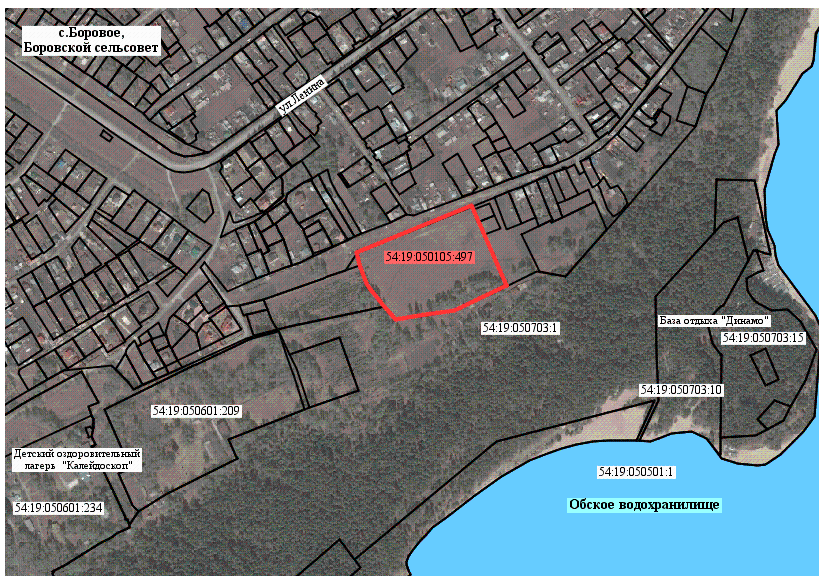 с.Боровое,
Боровской сельсовет
ул.Ленина
54:19:050105:497
54:19:050703:1
База отдыха "Динамо"
54:19:050703:15
54:19:050703:10
54:19:050601:209
Детский оздоровительный
лагерь "Калейдоскоп"
54:19:050601:234
54:19:050501:1
Обское водохранилище